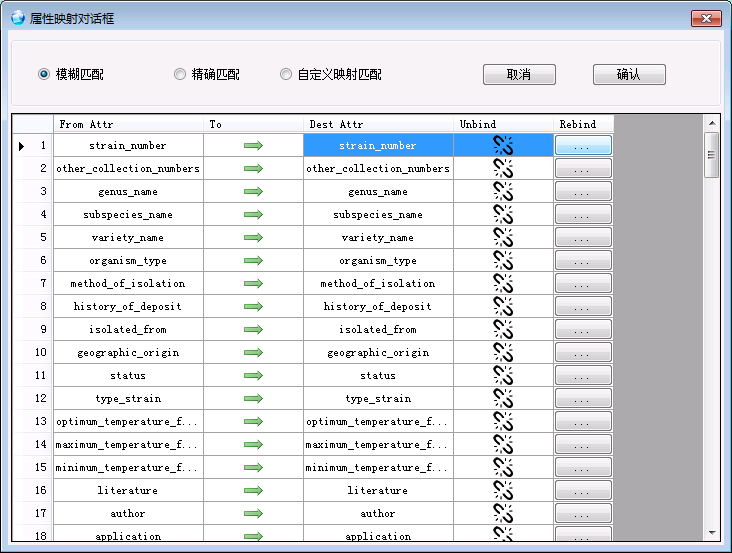 属性映射对话框
模糊匹配 精确匹配 自定义映射匹配 取消 确认
From Attr To Dest Attr Unbind Rebind
1 strain_number strain_number ...
2 other_collection_numbers other_collection_numbers ...
3 genus_name genus_name ...
4 subspecies_name subspecies_name ...
5 variety_name variety_name ...
6 organism_type organism_type ...
7 method_of_isolation method_of_isolation ...
8 history_of_deposit history_of_deposit ...
9 isolated_from isolated_from ...
10 geographic_origin geographic_origin ...
11 status status ...
12 type_strain type_strain ...
13 optimum_temperature_f... optimum_temperature_f... ...
14 maximum_temperature_f... maximum_temperature_f... ...
15 minimum_temperature_f... minimum_temperature_f... ...
16 literature literature ...
17 author author ...
18 application application ...